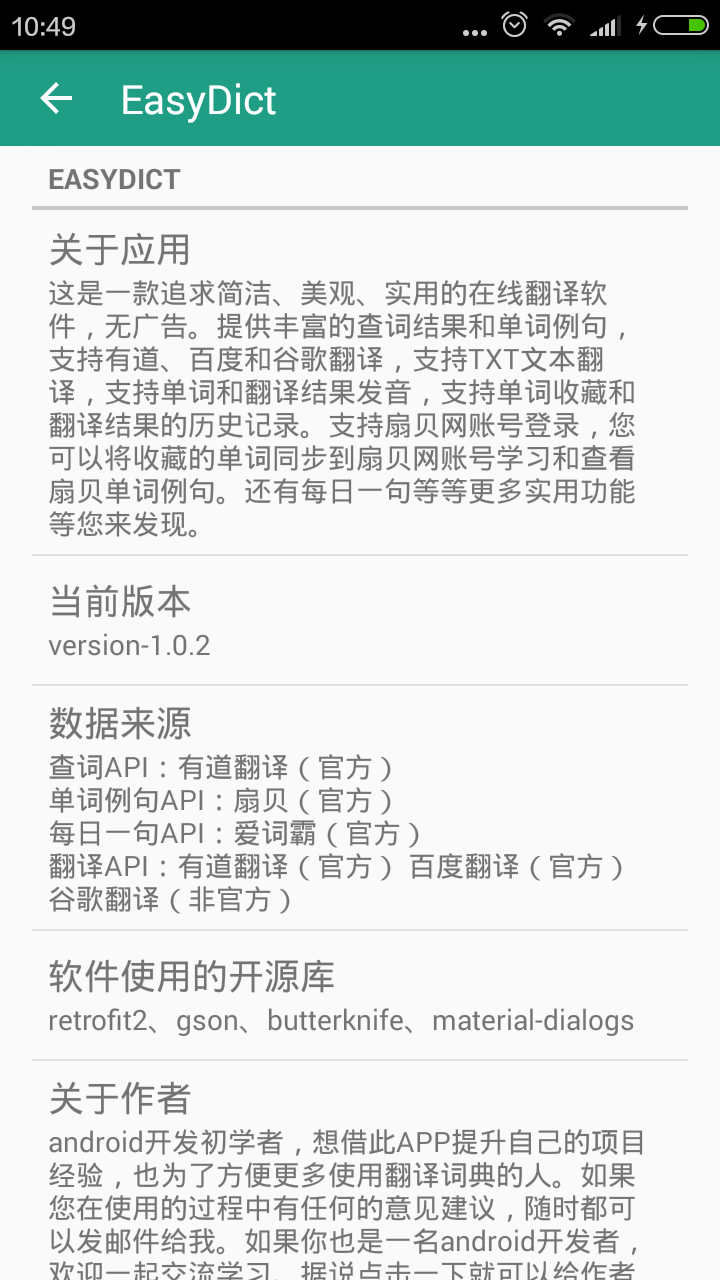 10:49
EasyDict
EASYDICT
关于应用
这是一款追求简洁、美观、实用的在线翻译软
件，无广告。提供丰富的查词结果和单词例句，
支持有道、百度和谷歌翻译，支持TXT文本翻
译，支持单词和翻译结果发音，支持单词收藏和
翻译结果的历史记录。支持扇贝网账号登录，您
可以将收藏的单词同步到扇贝网账号学习和查看
扇贝单词例句。还有每日一句等等更多实用功能
等您来发现。
当前版本
version-1.0.2
数据来源
查词API：有道翻译（官方）
单词例句API：扇贝（官方）
每日一句API：爱词霸（官方）
翻译API：有道翻译（官方） 百度翻译（官方）
谷歌翻译（非官方）
软件使用的开源库
retrofit2、gson、butterknife、material-dialogs
关于作者
android开发初学者，想借此APP提升自己的项目
经验，也为了方便更多使用翻译词典的人。如果
您在使用的过程中有任何的意见建议，随时都可
以发邮件给我。如果你也是一名android开发者，
欢迎一起交流学习。据说点击一下就可以给作者